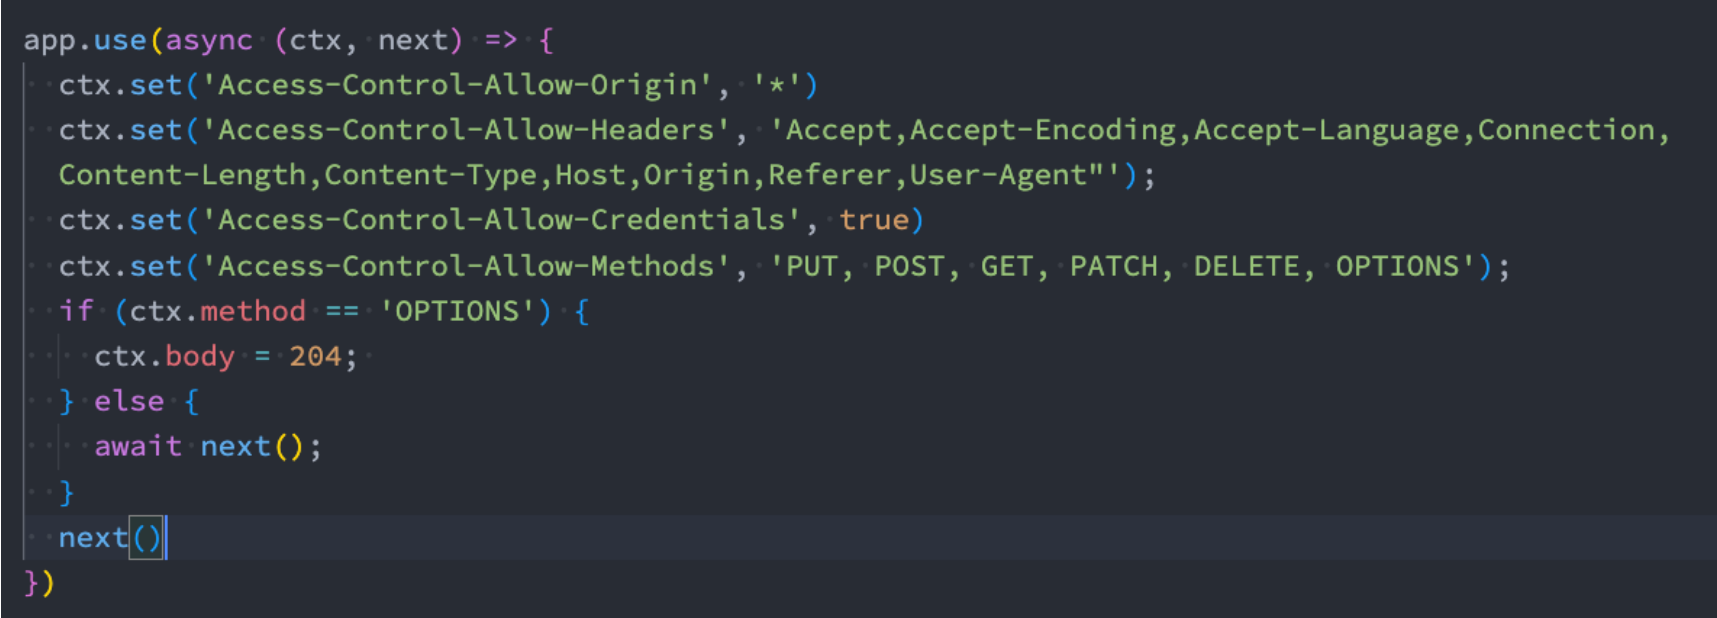 app.use(async (ctx, next) => {
  ctx.set('Access-Control-Allow-Origin', '*')
  ctx.set('Access-Control-Allow-Headers', 'Accept,Accept-Encoding,Accept-Language,Connection,
  Content-Length,Content-Type,Host,Origin,Referer,User-Agent"');
  ctx.set('Access-Control-Allow-Credentials', true)
  ctx.set('Access-Control-Allow-Methods', 'PUT, POST, GET, PATCH, DELETE, OPTIONS');
  if (ctx.method == 'OPTIONS') {
    ctx.body = 204;
  } else {
    await next();
  }
  next()
})